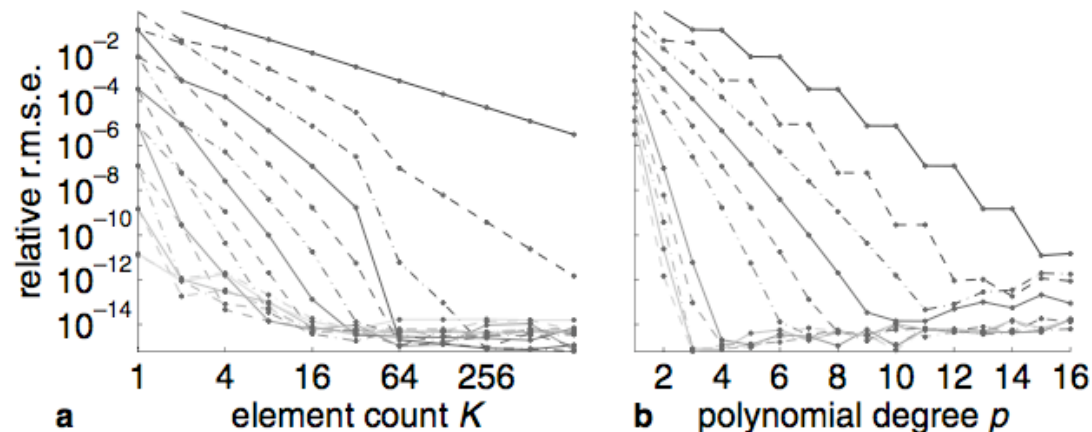 relative r.m.s.e.
10⁻²
10⁻⁴
10⁻⁶
10⁻⁸
10⁻¹⁰
10⁻¹²
10⁻¹⁴
1 4 16 64 256
a element count K
2 4 6 8 10 12 14 16
b polynomial degree p